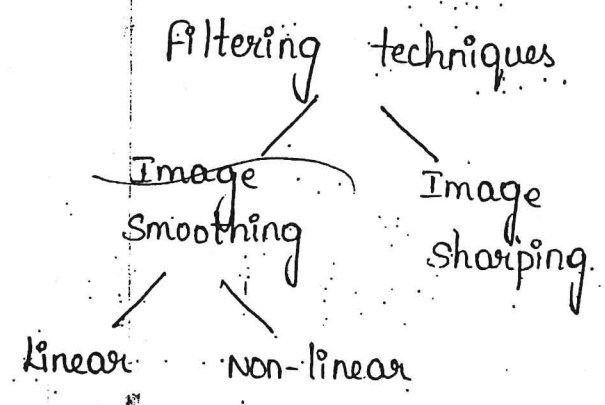 Filtering techniques
Image
Smoothing
Image
Sharping.
Linear
Non-linear